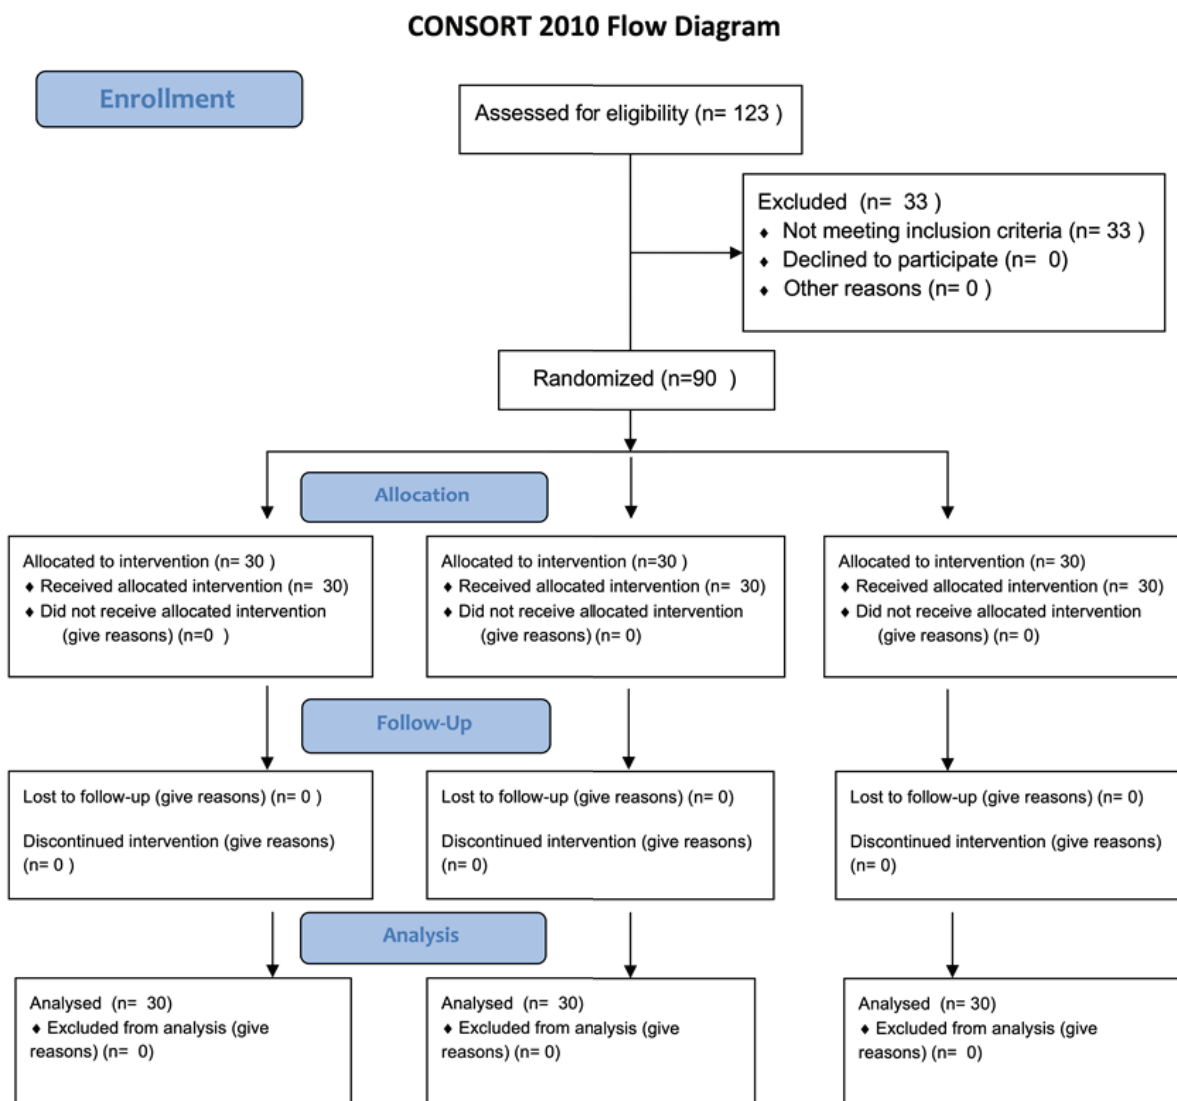 CONSORT 2010 Flow Diagram
Enrollment
Assessed for eligibility (n= 123 )
Excluded (n= 33 )
♦ Not meeting inclusion criteria (n= 33 )
♦ Declined to participate (n= 0)
♦ Other reasons (n= 0 )
Randomized (n=90 )
Allocation
Allocated to intervention (n= 30 )
♦ Received allocated intervention (n= 30)
♦ Did not receive allocated intervention
(give reasons) (n=0 )
Allocated to intervention (n=30 )
♦ Received allocated intervention (n= 30)
♦ Did not receive allocated intervention
(give reasons) (n= 0)
Allocated to intervention (n= 30)
♦ Received allocated intervention (n= 30)
♦ Did not receive allocated intervention
(give reasons) (n= 0)
Follow-Up
Lost to follow-up (give reasons) (n= 0 )
Discontinued intervention (give reasons)
(n= 0 )
Lost to follow-up (give reasons) (n= 0)
Discontinued intervention (give reasons)
(n= 0)
Lost to follow-up (give reasons) (n= 0)
Discontinued intervention (give reasons)
(n= 0)
Analysis
Analysed (n= 30)
♦ Excluded from analysis (give
reasons) (n= 0)
Analysed (n= 30)
♦ Excluded from analysis (give
reasons) (n= 0)
Analysed (n= 30)
♦ Excluded from analysis (give
reasons) (n= 0)